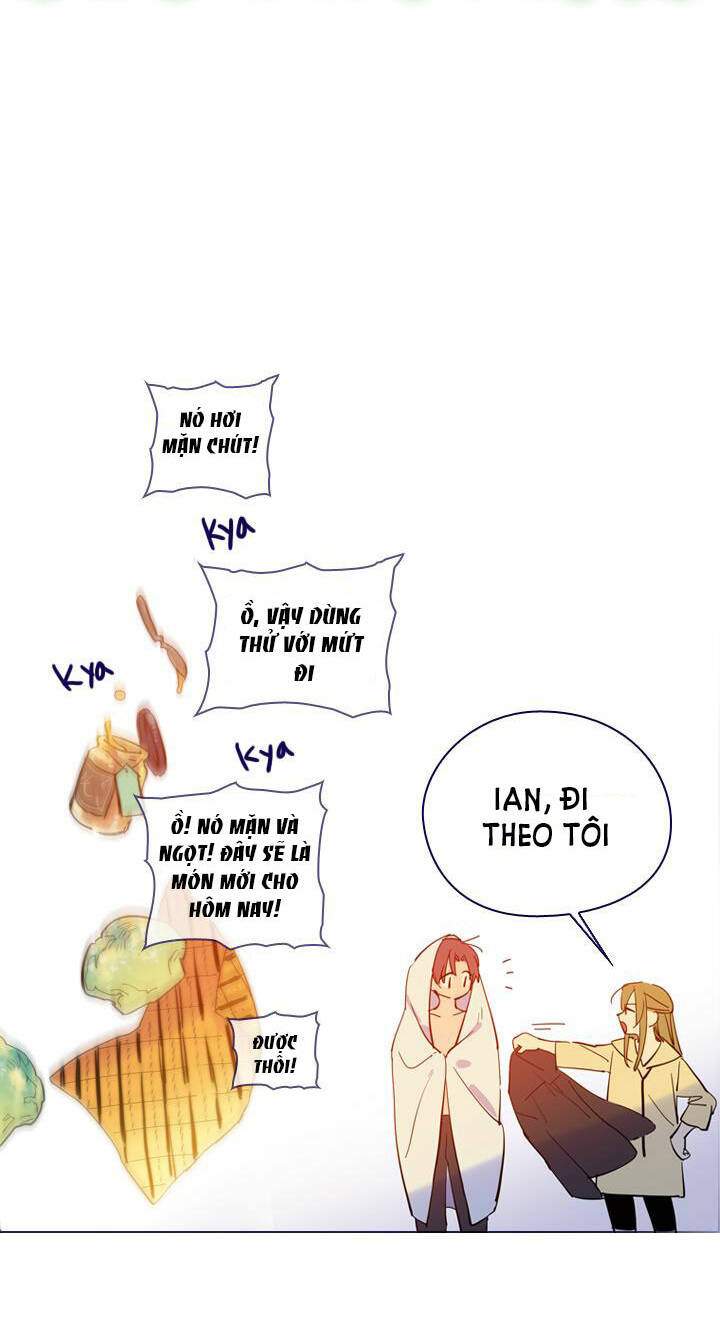 NÓ HƠI
MẶN CHÚT!
KYA
Ồ, VẬY DÙNG
THỬ VỚI MỨT
ĐI
KYA
KYA
Ồ! NÓ MẶN VÀ
NGỌT! ĐÂY SẼ LÀ
MÓN MỚI CHO
HÔM NAY!
IAN, ĐI
THEO TÔI
ĐƯỢC
THÔI!